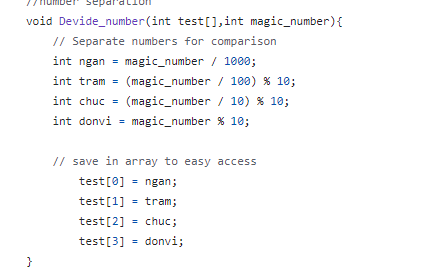 //number separation
void Devide_number(int test[],int magic_number){
    // Separate numbers for comparison
    int ngan = magic_number / 1000;
    int tram = (magic_number / 100) % 10;
    int chuc = (magic_number / 10) % 10;
    int donvi = magic_number % 10;

    // save in array to easy access
        test[0] = ngan;
        test[1] = tram;
        test[2] = chuc;
        test[3] = donvi;
}